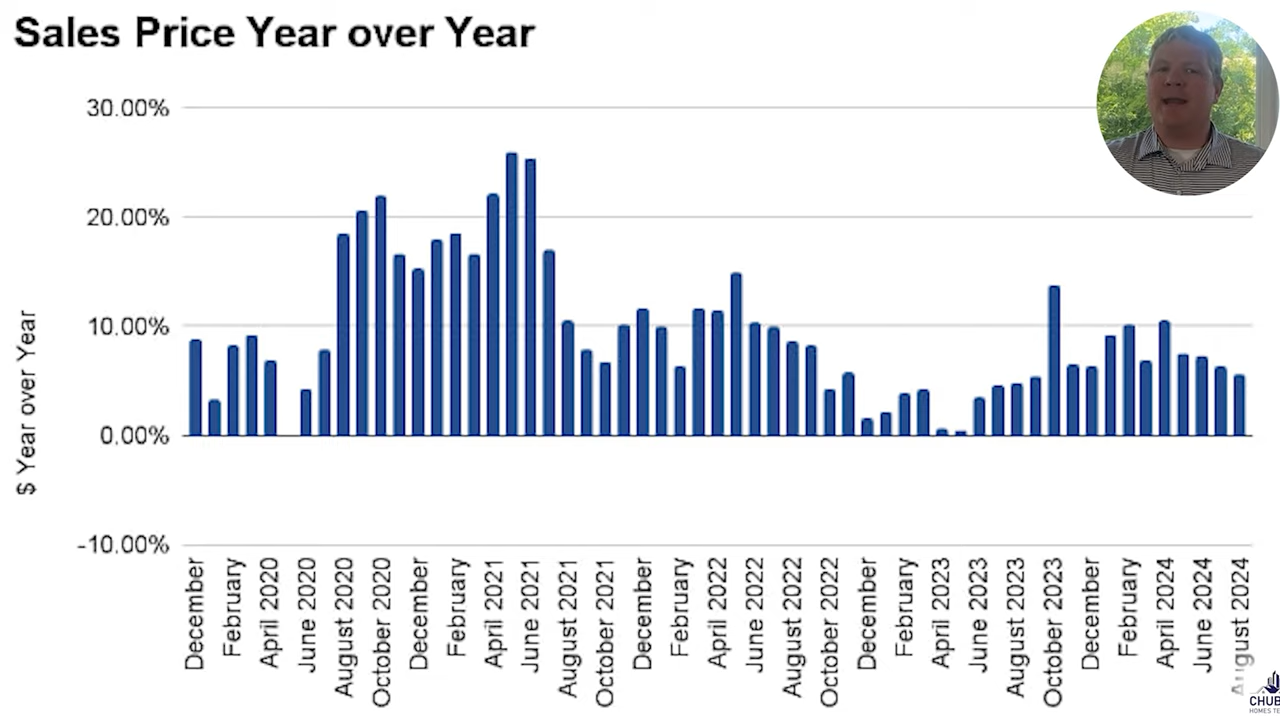 Sales Price Year over Year
30.00%
20.00%
10.00%
0.00%
-10.00%
$ Year over Year
December
February
April 2020
June 2020
August 2020
October 2020
December
February
April 2021
June 2021
August 2021
October 2021
December
February
April 2022
June 2022
August 2022
October 2022
December
February
April 2023
June 2023
August 2023
October 2023
December
February
April 2024
June 2024
August 2024
CHUB
HOMES TE